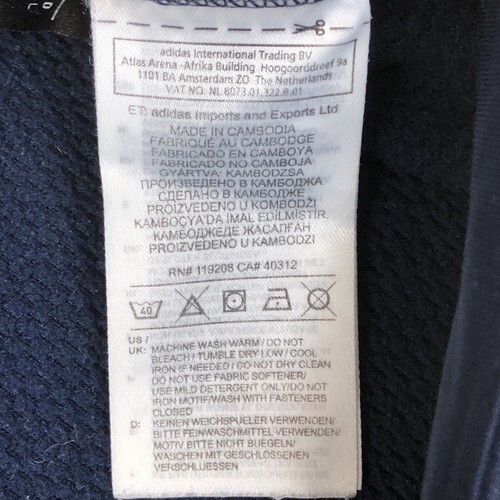 adidas International Trading BV
Atlas Arena -Afrika Building Hoogoorddreef 9a
1101 BA Amsterdam ZO The Netherlands
VAT NO. NL 8073.01.322.B.01
ET: adidas Imports and Exports Ltd
MADE IN CAMBODIA
FABRIQUÉ AU CAMBODGE
FABRICADO EN CAMBOYA
FABRICADO NO CAMBOJA
GYÁRTVA: KAMBODZSA
ПРОИЗВЕДЕНО В КАМБОДЖА
СДЕЛАНО В КАМБОДЖЕ
PROIZVEDENO U KAMBODŽI
KAMBOÇYA'DA İMAL EDİLMİŞTİR.
КАМБОДЖЕДЕ ЖАСАЛҒАН
PROIZVEDENO U KAMBODZI
RN# 119208 CA# 40312
40
US /
UK: MACHINE WASH WARM / DO NOT
BLEACH / TUMBLE DRY LOW / COOL
IRON IF NEEDED / DO NOT DRY CLEAN
DO NOT USE FABRIC SOFTENER/
USE MILD DETERGENT ONLY/DO NOT
IRON MOTIF/WASH WITH FASTENERS
CLOSED
D: KEINEN WEICHSPUELER VERWENDEN/
BITTE FEINWASCHMITTEL VERWENDEN/
MOTIV BITTE NICHT BUEGELN/
WASCHEN MIT GESCHLOSSENEN
VERSCHLUESSEN